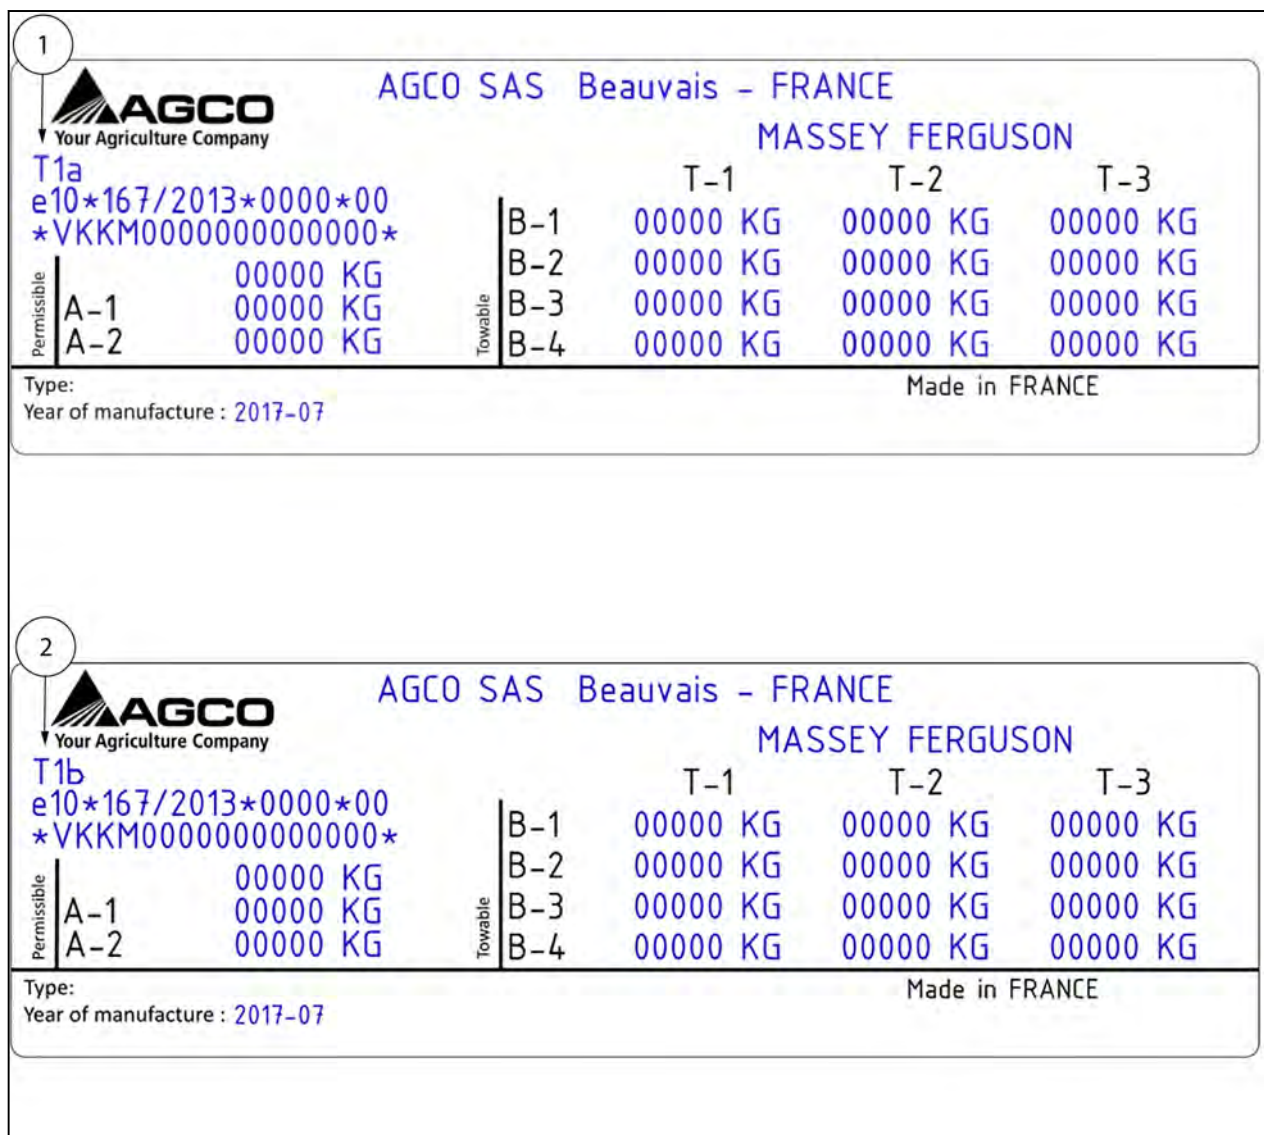 1
AGCO
Your Agriculture Company
AGCO SAS Beauvais - FRANCE
MASSEY FERGUSON
T1a
e10*167/2013*0000*00
*VKKM0000000000000*
Permissible
00000 KG
A-1 00000 KG
A-2 00000 KG
Towable
T-1 T-2 T-3
B-1 00000 KG 00000 KG 00000 KG
B-2 00000 KG 00000 KG 00000 KG
B-3 00000 KG 00000 KG 00000 KG
B-4 00000 KG 00000 KG 00000 KG
Type:
Year of manufacture : 2017-07
Made in FRANCE
2
AGCO
Your Agriculture Company
AGCO SAS Beauvais - FRANCE
MASSEY FERGUSON
T1b
e10*167/2013*0000*00
*VKKM0000000000000*
Permissible
00000 KG
A-1 00000 KG
A-2 00000 KG
Towable
T-1 T-2 T-3
B-1 00000 KG 00000 KG 00000 KG
B-2 00000 KG 00000 KG 00000 KG
B-3 00000 KG 00000 KG 00000 KG
B-4 00000 KG 00000 KG 00000 KG
Type:
Year of manufacture : 2017-07
Made in FRANCE